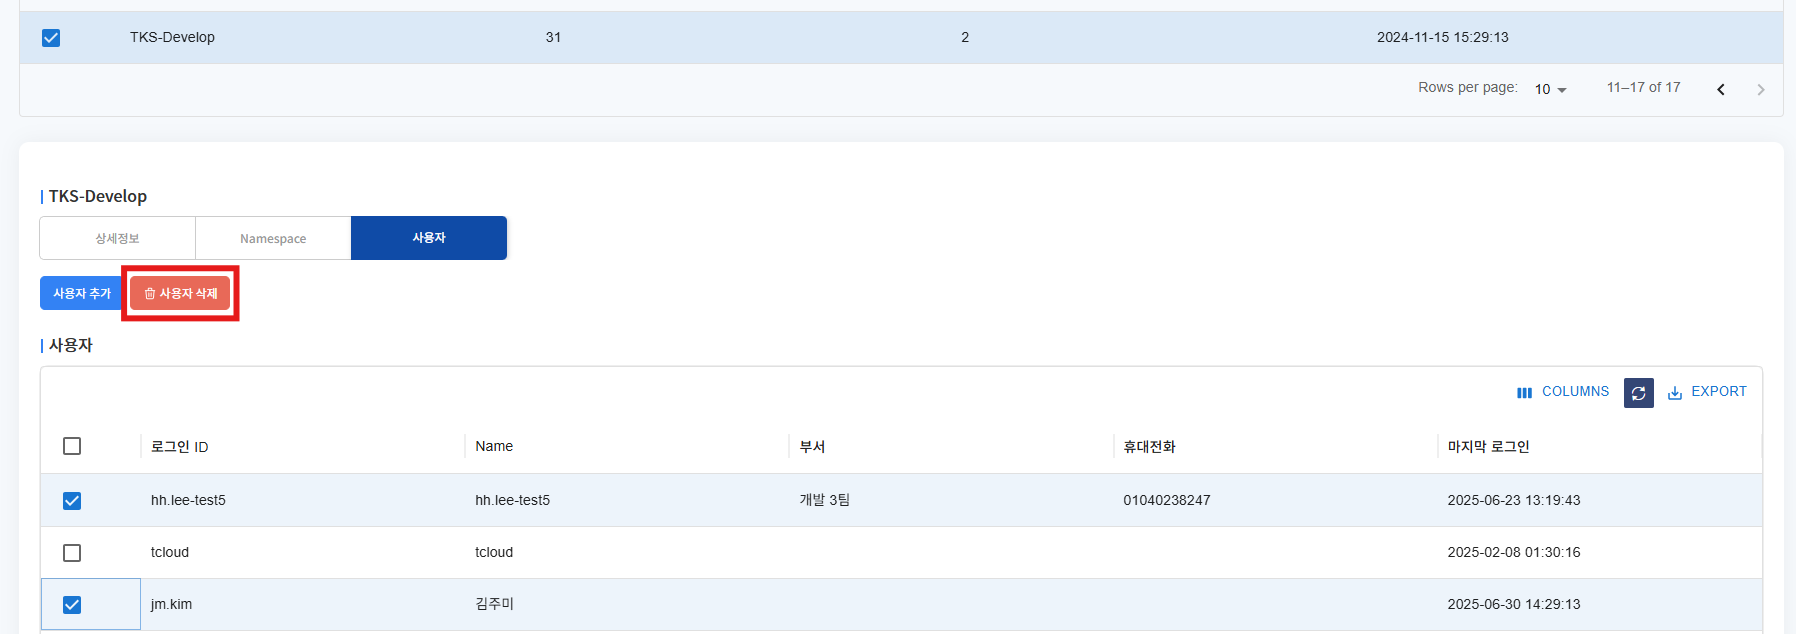 TKS-Develop 31 2 2024-11-15 15:29:13
Rows per page: 10 11–17 of 17
TKS-Develop
상세정보 Namespace 사용자
사용자 추가 사용자 삭제
사용자
COLUMNS EXPORT
로그인 ID Name 부서 휴대전화 마지막 로그인
hh.lee-test5 hh.lee-test5 개발 3팀 01040238247 2025-06-23 13:19:43
tcloud tcloud 2025-02-08 01:30:16
jm.kim 김주미 2025-06-30 14:29:13